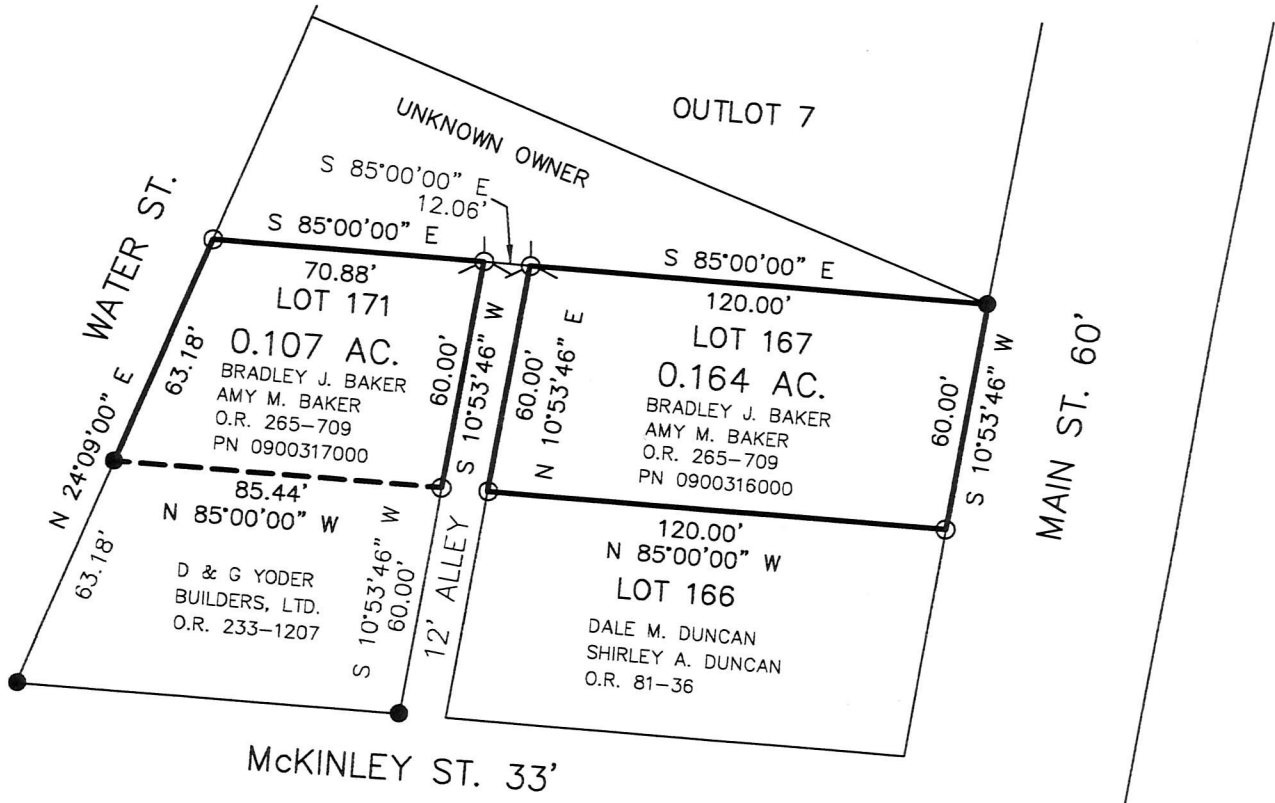 OUTLOT 7
UNKNOWN OWNER
S 85°00'00" E
12.06'
WATER ST.
S 85°00'00" E
70.88'
LOT 171
0.107 AC.
BRADLEY J. BAKER
AMY M. BAKER
O.R. 265-709
PN 0900317000
63.18'
N 24°09'00" E
60.00'
S 10°53'46" W
60.00'
N 10°53'46" E
S 85°00'00" E
120.00'
LOT 167
0.164 AC.
BRADLEY J. BAKER
AMY M. BAKER
O.R. 265-709
PN 0900316000
60.00'
S 10°53'46" W
MAIN ST. 60'
85.44'
N 85°00'00" W
63.18'
D & G YODER
BUILDERS, LTD.
O.R. 233-1207
S 10°53'46" W
60.00'
12' ALLEY
120.00'
N 85°00'00" W
LOT 166
DALE M. DUNCAN
SHIRLEY A. DUNCAN
O.R. 81-36
McKINLEY ST. 33'